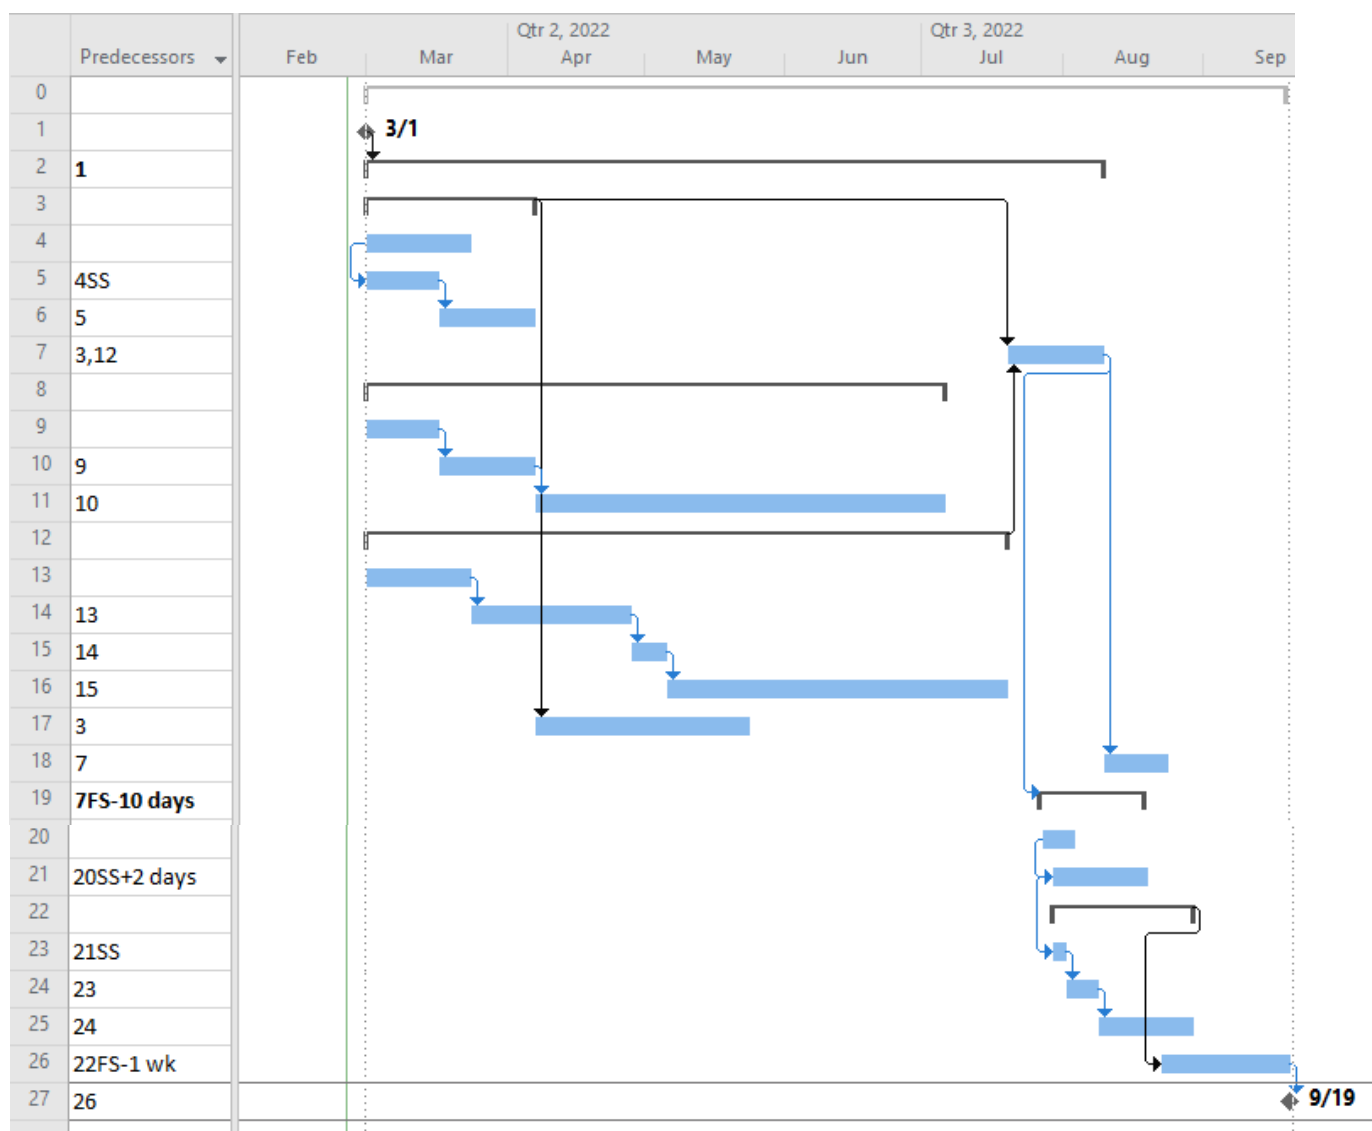 Qtr 2, 2022 Qtr 3, 2022
Predecessors Feb Mar Apr May Jun Jul Aug Sep
0
1 3/1
2 1
3
4
5 4SS
6 5
7 3,12
8
9
10 9
11 10
12
13
14 13
15 14
16 15
17 3
18 7
19 7FS-10 days
20
21 20SS+2 days
22
23 21SS
24 23
25 24
26 22FS-1 wk
27 26 9/19